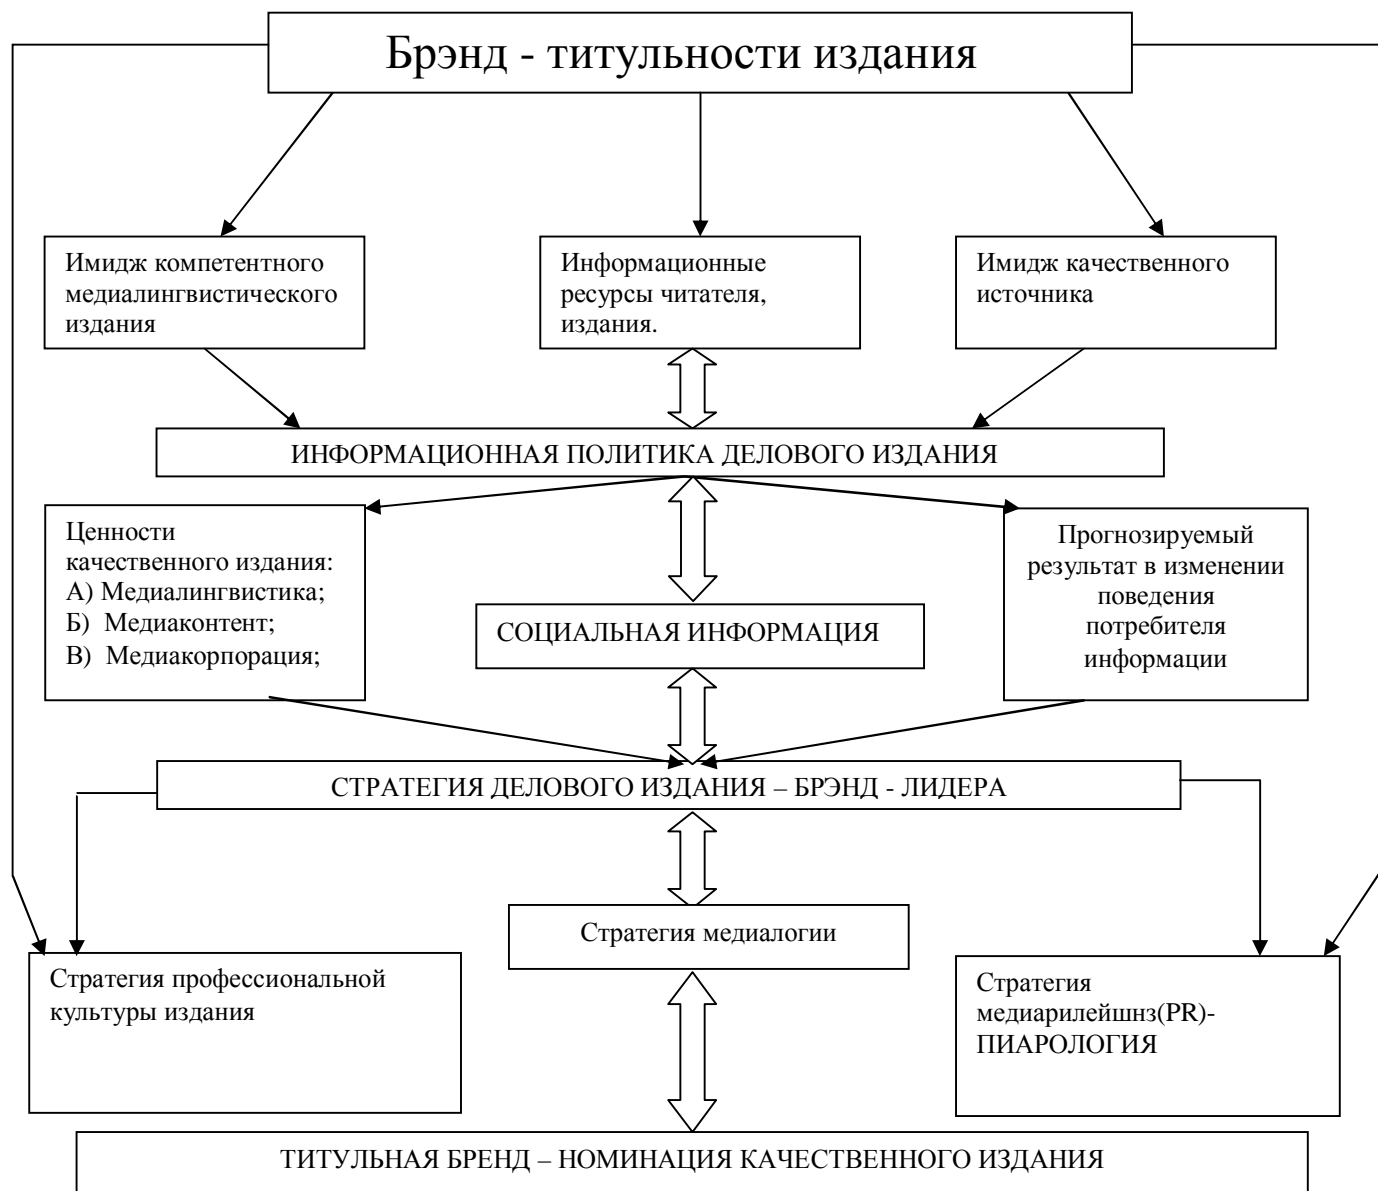 Брэнд - титульности издания
Имидж компетентного
медиалингвистического
издания
Информационные
ресурсы читателя,
издания.
Имидж качественного
источника
ИНФОРМАЦИОННАЯ ПОЛИТИКА ДЕЛОВОГО ИЗДАНИЯ
Ценности
качественного издания:
А) Медиалингвистика;
Б) Медиаконтент;
В) Медиакорпорация;
СОЦИАЛЬНАЯ ИНФОРМАЦИЯ
Прогнозируемый
результат в изменении
поведения
потребителя
информации
СТРАТЕГИЯ ДЕЛОВОГО ИЗДАНИЯ – БРЭНД - ЛИДЕРА
Стратегия медиалогии
Стратегия профессиональной
культуры издания
Стратегия
медиарилейшнз(PR)-
ПИАРОЛОГИЯ
ТИТУЛЬНАЯ БРЕНД – НОМИНАЦИЯ КАЧЕСТВЕННОГО ИЗДАНИЯ